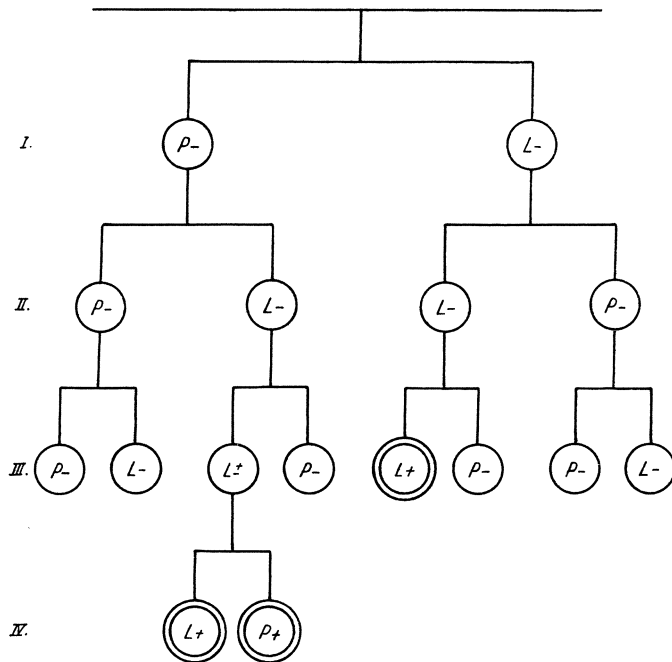 I. P- L-
II. P- L- L- P-
III. P- L- L± P- L+ P- P- L-
IV. L+ P+